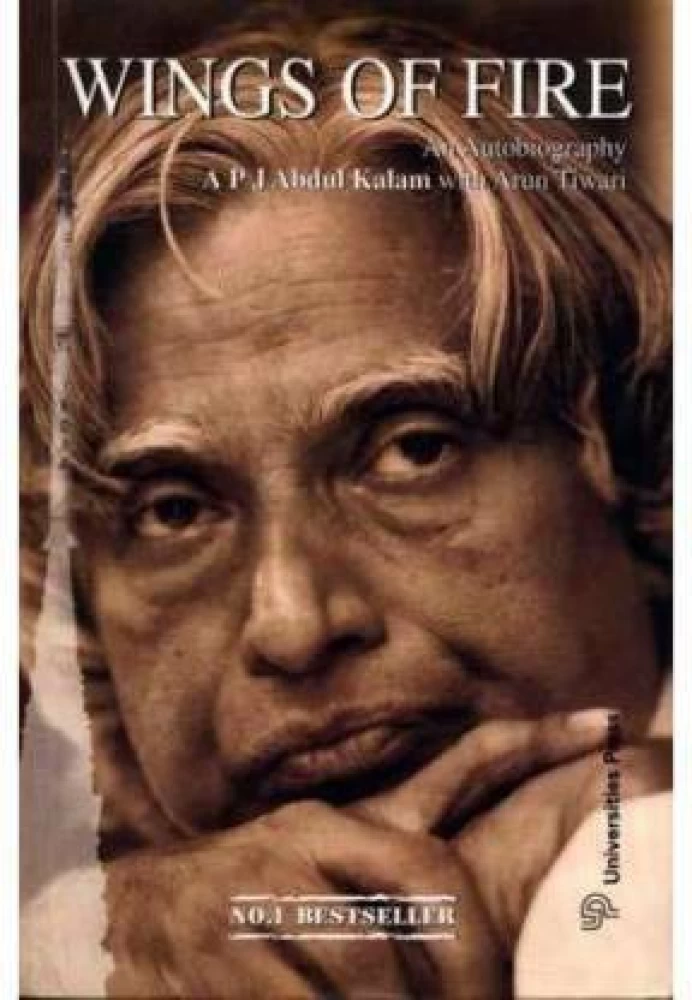 WINGS OF FIRE
An Autobiography
A P J Abdul Kalam with Arun Tiwari
Universities Press
NO.1 BESTSELLER